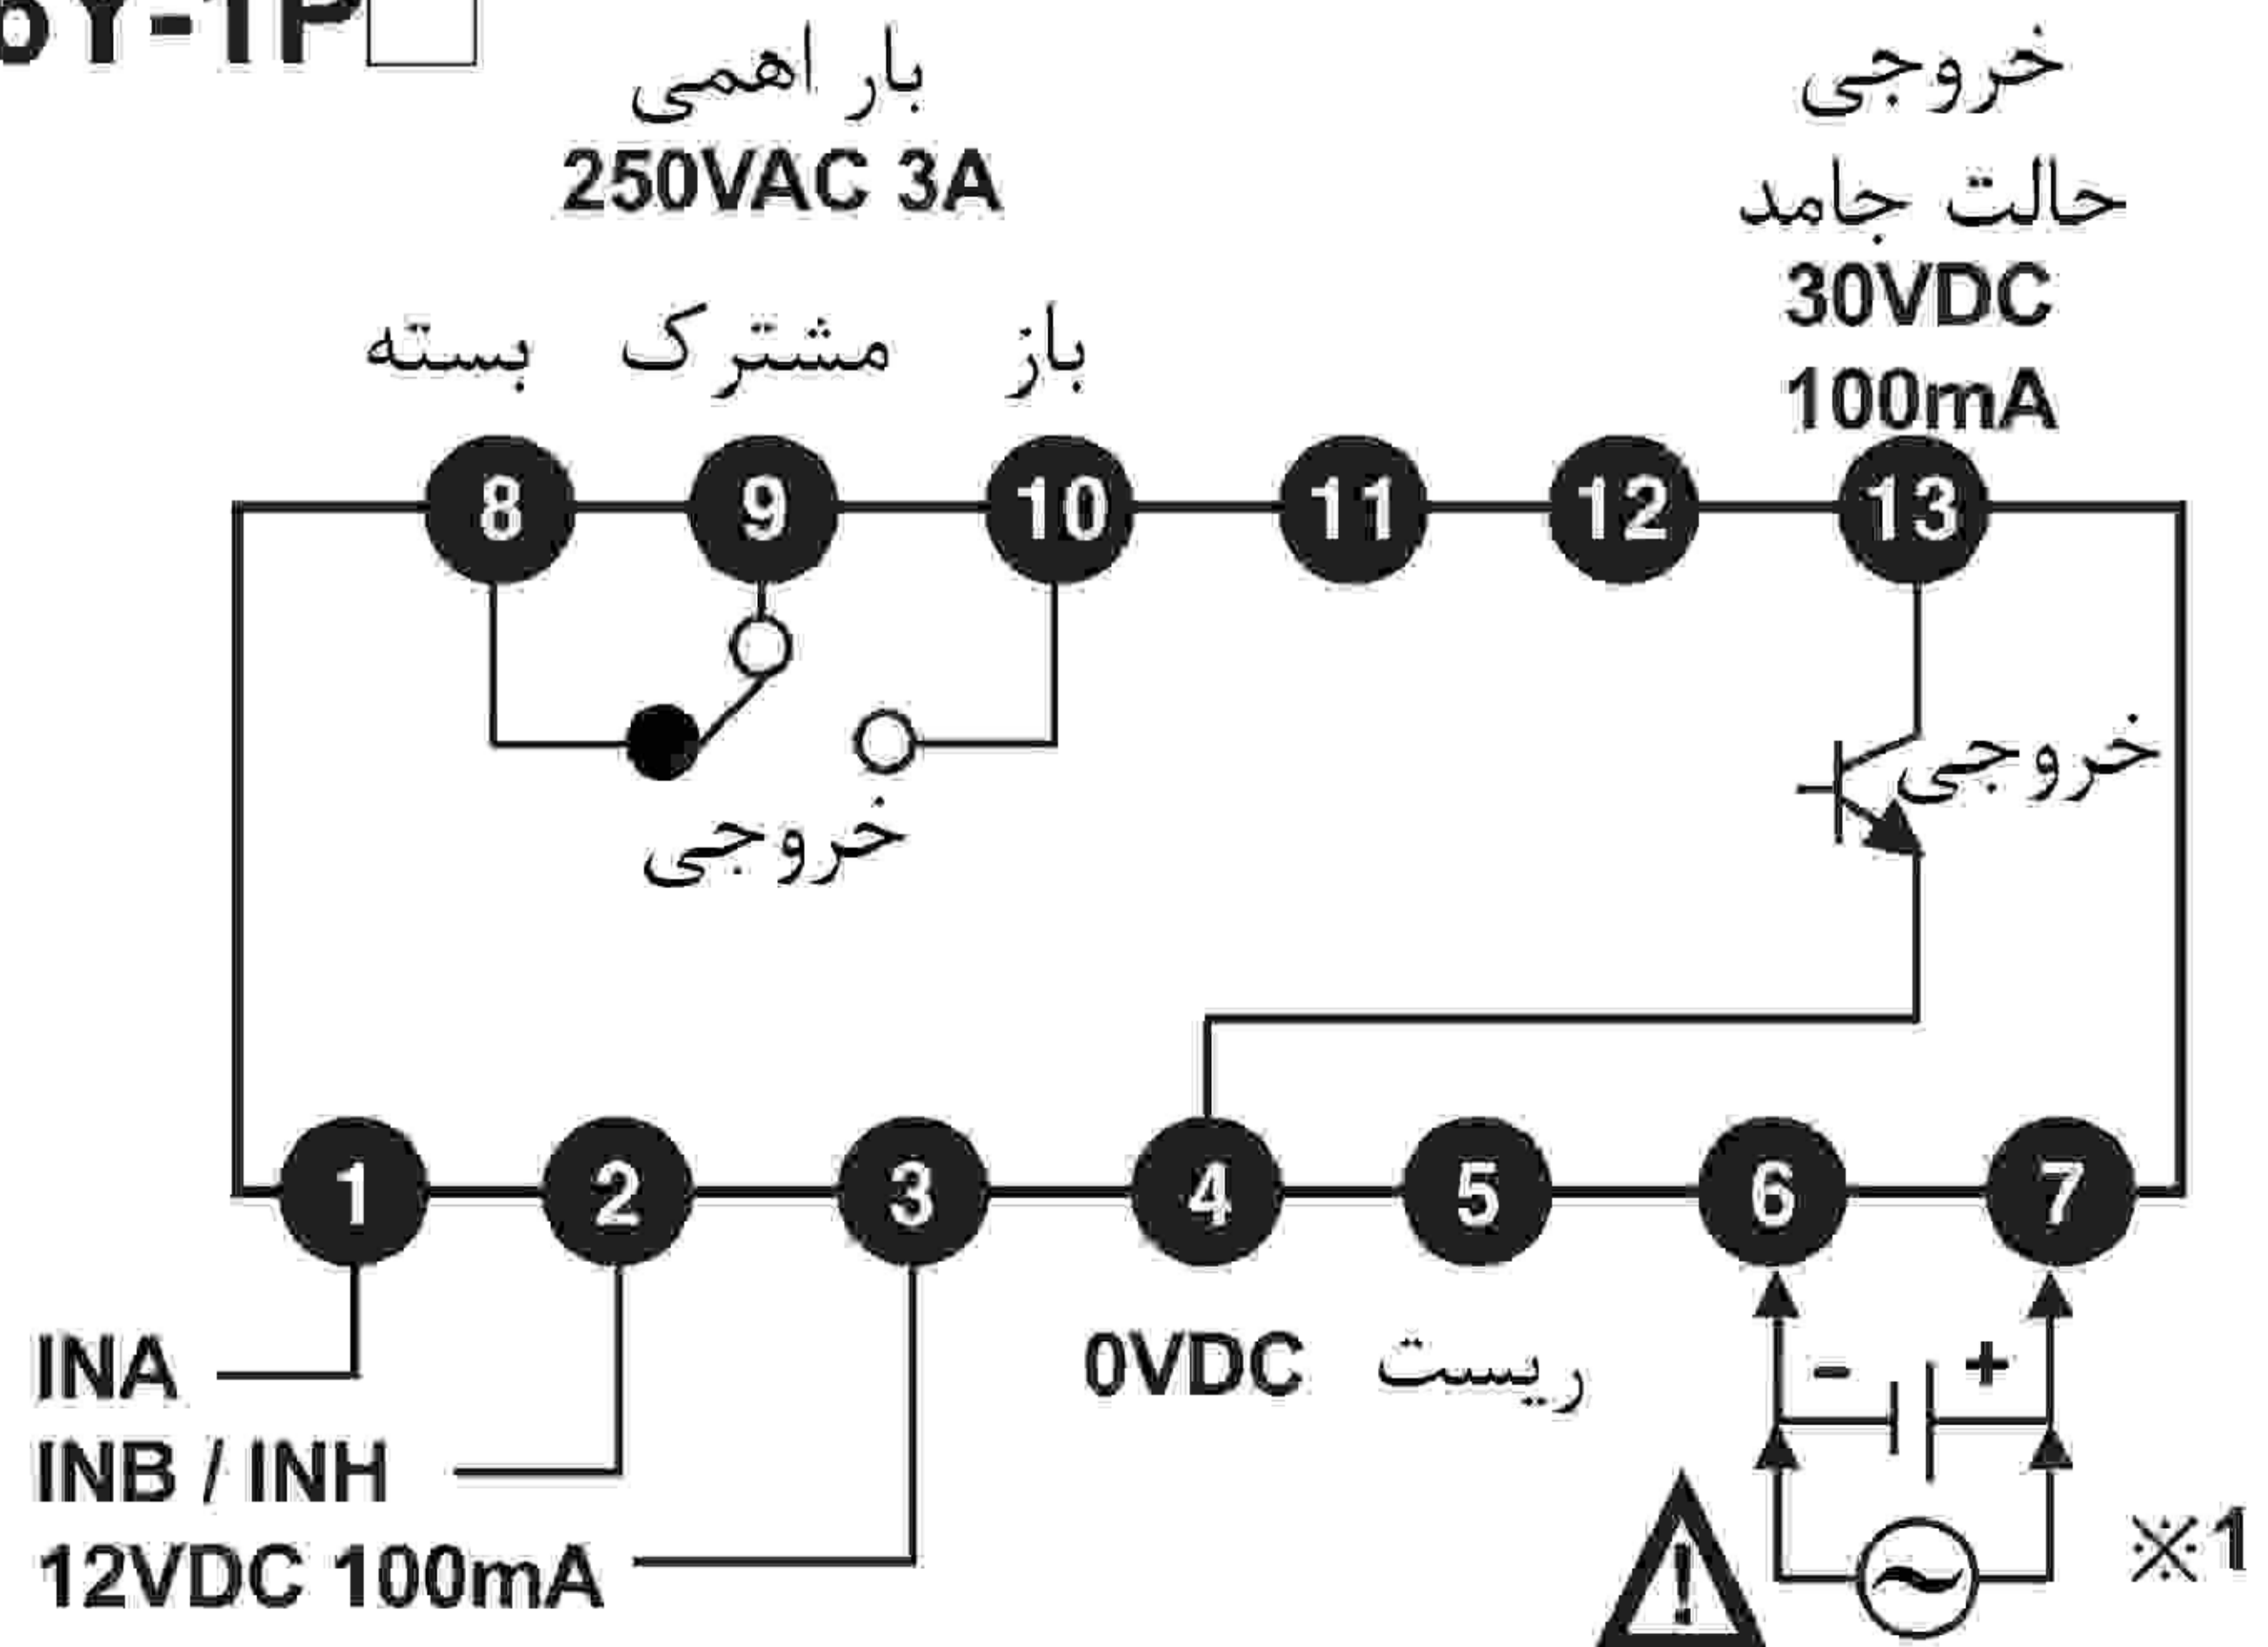 6Y-1P
بار اهمی
250VAC 3A
خروجی
حالت جامد
30VDC
100mA
بسته مشترک باز
8 9 10 11 12 13
خروجی
خروجی
1 2 3 4 5 6 7
INA
INB / INH
12VDC 100mA
0VDC ریست
- +
※1